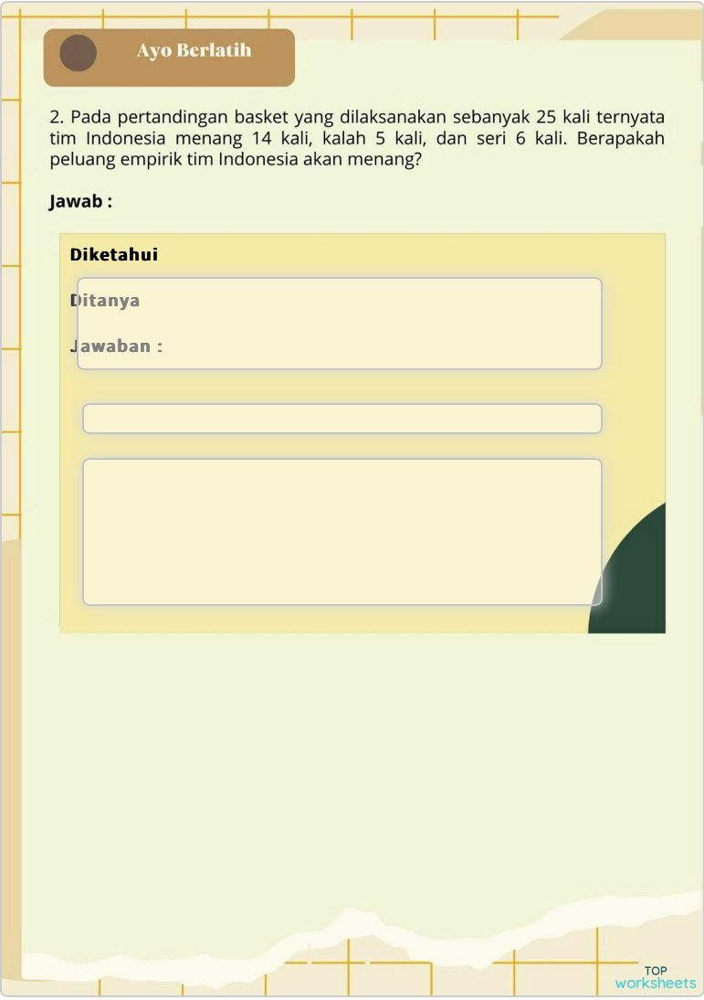 Ayo Berlatih
2. Pada pertandingan basket yang dilaksanakan sebanyak 25 kali ternyata
tim Indonesia menang 14 kali, kalah 5 kali, dan seri 6 kali. Berapakah
peluang empirik tim Indonesia akan menang?
Jawab :
Diketahui
Ditanya
Jawaban :
TOP
worksheets